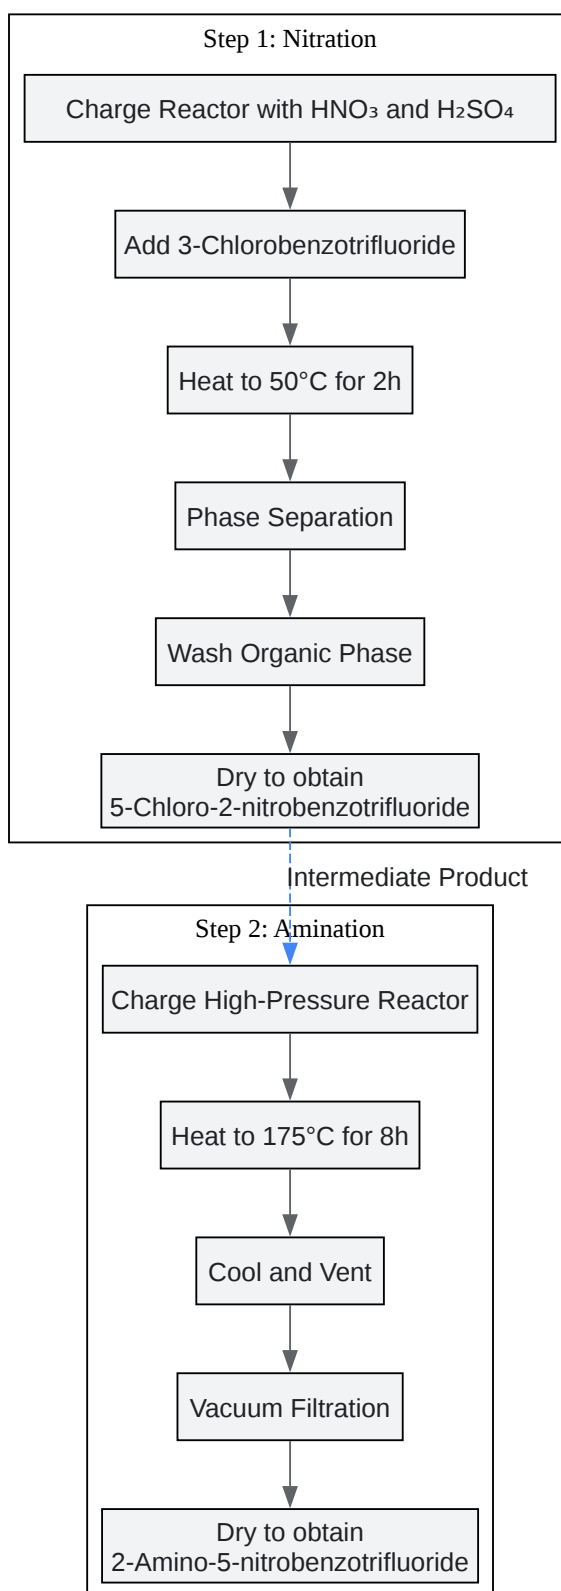 Step 1: Nitration
Charge Reactor with HNO₃ and H₂SO₄
Add 3-Chlorobenzotrifluoride
Heat to 50°C for 2h
Phase Separation
Wash Organic Phase
Dry to obtain
5-Chloro-2-nitrobenzotrifluoride
Intermediate Product
Step 2: Amination
Charge High-Pressure Reactor
Heat to 175°C for 8h
Cool and Vent
Vacuum Filtration
Dry to obtain
2-Amino-5-nitrobenzotrifluoride